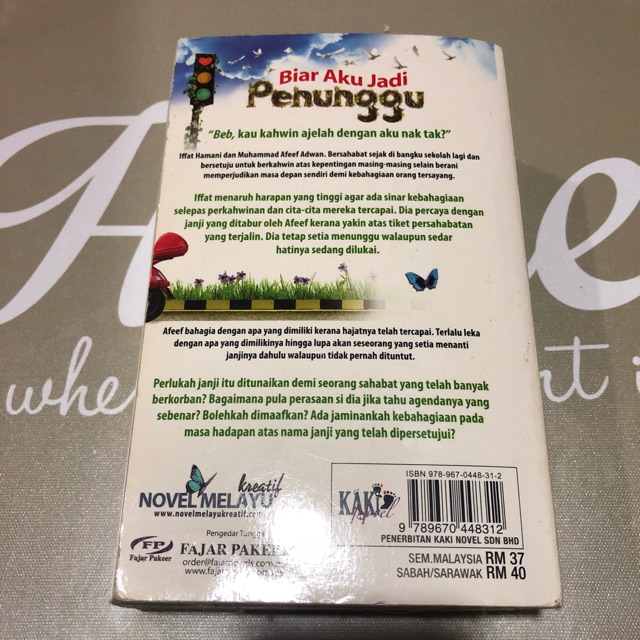 Biar Aku Jadi
Penunggu
"Beb, kau kahwin ajelah dengan aku nak tak?"
Iffat Hamani dan Muhammad Afeef Adwan. Bersahabat sejak di bangku sekolah lagi dan
bersetuju untuk berkahwin atas kepentingan masing-masing selain berani
memperjudikan masa depan sendiri demi kebahagiaan orang tersayang.
Iffat menaruh harapan yang tinggi agar ada sinar kebahagiaan
selepas perkahwinan dan cita-cita mereka tercapai. Dia percaya dengan
janji yang ditabur oleh Afeef kerana yakin atas tiket persahabatan
yang terjalin. Dia tetap setia menunggu walaupun sedar
hatinya sedang dilukai.
Afeef bahagia dengan apa yang dimiliki kerana hajatnya telah tercapai. Terlalu leka
dengan apa yang dimilikinya hingga lupa akan seseorang yang setia menanti
janjinya dahulu walaupun tidak pernah dituntut.
Perlukah janji itu ditunaikan demi seorang sahabat yang telah banyak
berkorban? Bagaimana pula perasaan si dia jika tahu agendanya yang
sebenar? Bolehkah dimaafkan? Ada jaminankah kebahagiaan pada
masa hadapan atas nama janji yang telah dipersetujui?
kreatif
NOVEL MELAYU
www.novelmelayukreatif.com
KAKI
novel
ISBN 978-967-0448-31-2
9 789670 448312
PENERBITAN KAKI NOVEL SDN BHD
Pengedar Tunggal
FP
Fajar Pakeer
FAJAR PAKEER
SEM.MALAYSIA RM 37
SABAH/SARAWAK RM 40
whe